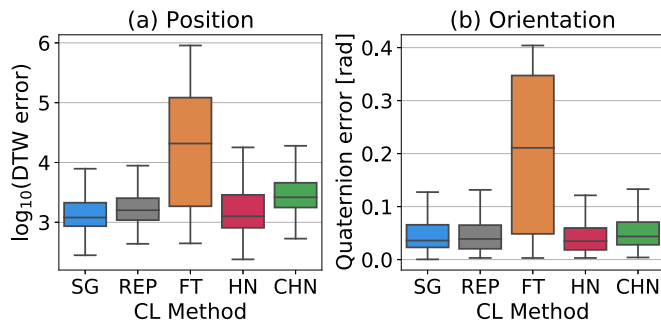 (a) Position
log₁₀(DTW error)
6
5
4
3
SG REP FT HN CHN
CL Method
(b) Orientation
Quaternion error [rad]
0.4
0.3
0.2
0.1
0.0
SG REP FT HN CHN
CL Method